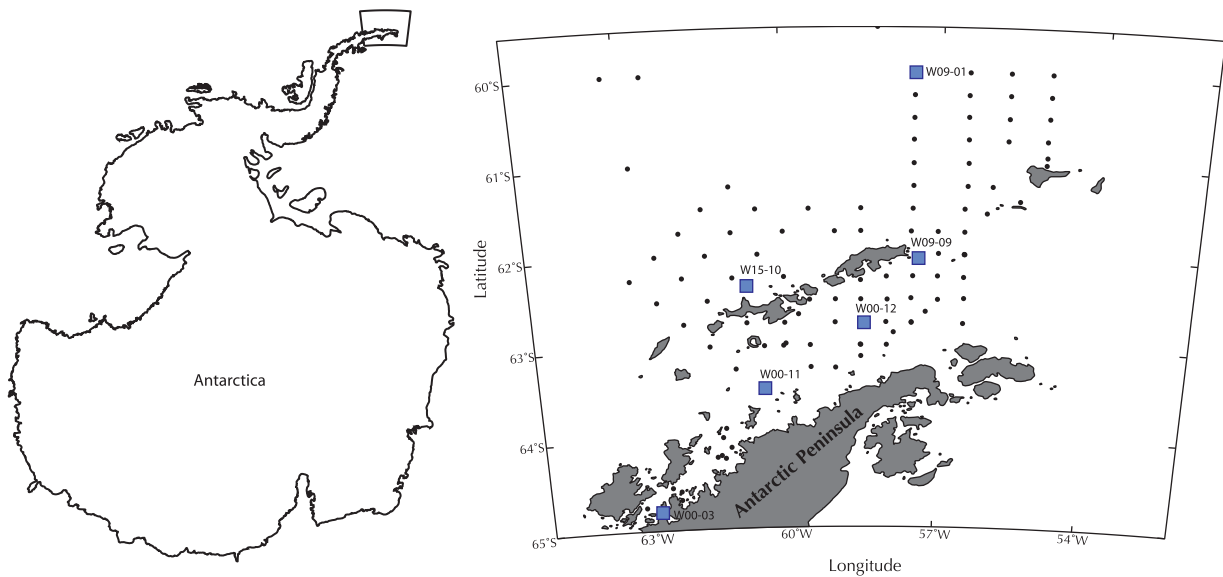 Antarctica
W09-01
60°S
61°S
Latitude
W09-09
62°S
W15-10
W00-12
63°S
W00-11
64°S
Antarctic Peninsula
W00-03
65°S
63°W
60°W
57°W
54°W
Longitude